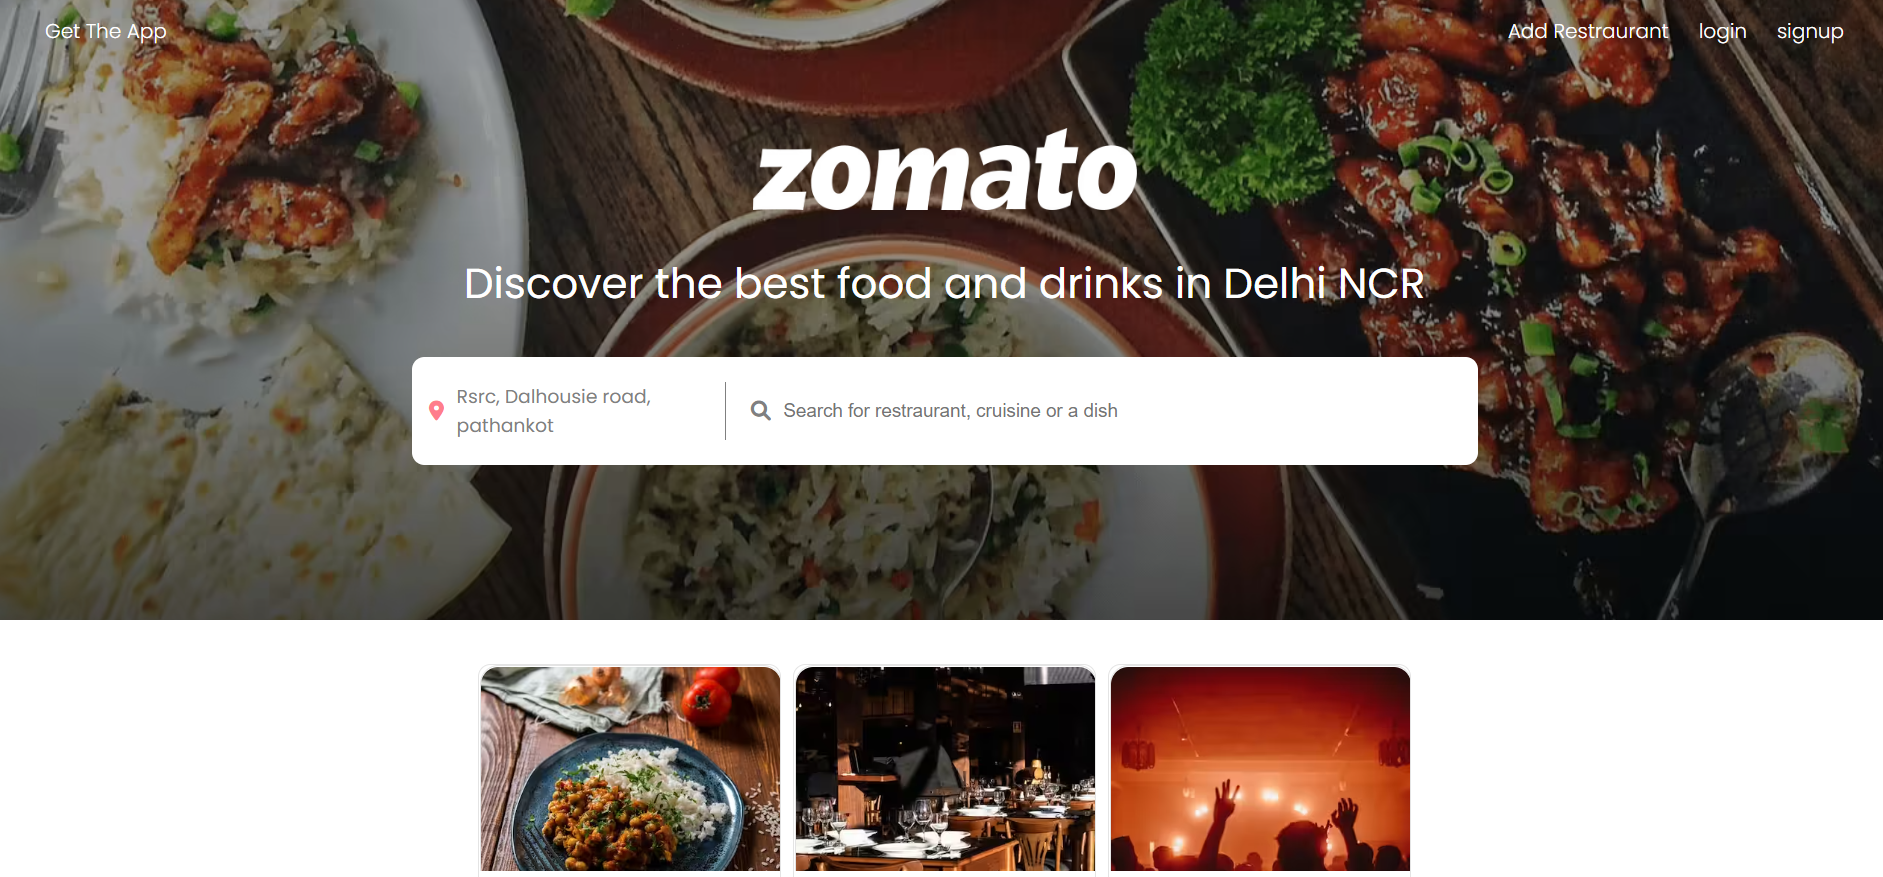 Get The App
Add Restraurant login signup
zomato
Discover the best food and drinks in Delhi NCR
Rsrc, Dalhousie road,
pathankot
Search for restraurant, cruisine or a dish